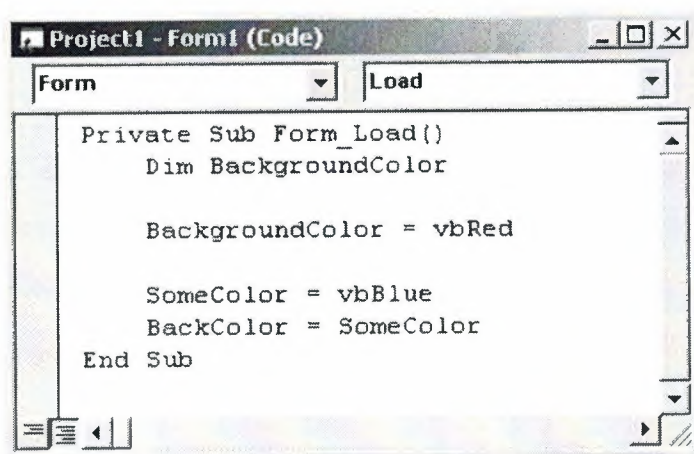 Project1 - Form1 (Code)
Form Load
Private Sub Form_Load()
Dim BackgroundColor
BackgroundColor = vbRed
SomeColor = vbBlue
BackColor = SomeColor
End Sub